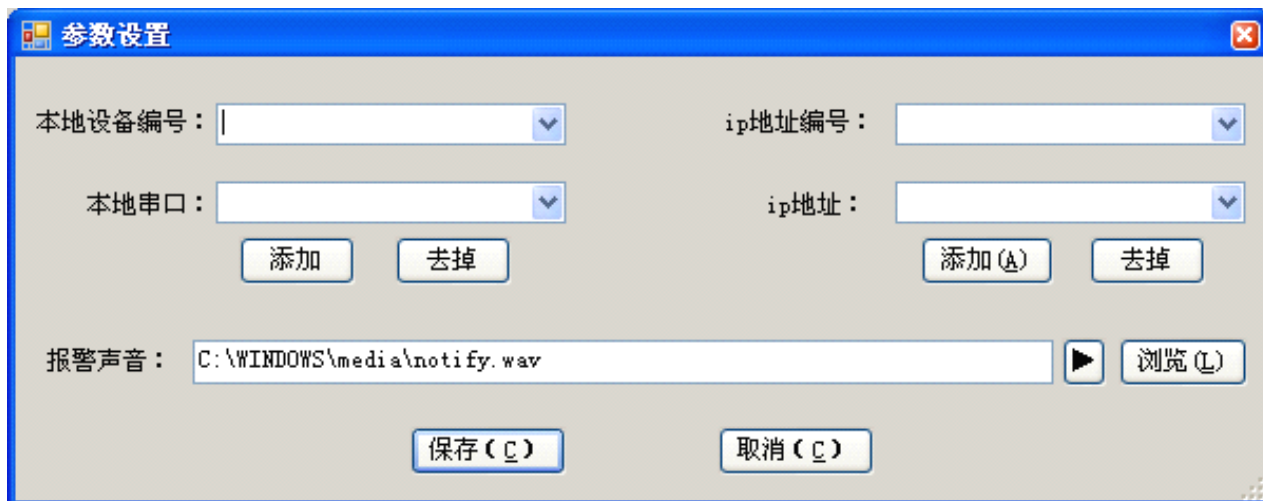 参数设置
本地设备编号： ip地址编号：
本地串口： ip地址：
添加 去掉 添加(A) 去掉
报警声音： C:\WINDOWS\media\notify.wav 浏览(L)
保存(C) 取消(C)